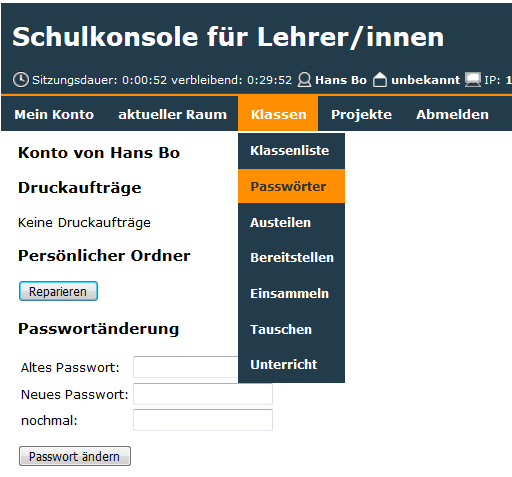 Schulkonsole für Lehrer/innen
Sitzungsdauer: 0:00:52 verbleibend: 0:29:52 Hans Bo unbekannt IP: 1
Mein Konto aktueller Raum Klassen Projekte Abmelden
Konto von Hans Bo
Druckaufträge
Keine Druckaufträge
Persönlicher Ordner
Reparieren
Passwortänderung
Altes Passwort:
Neues Passwort:
nochmal:
Passwort ändern
Klassenliste
Passwörter
Austeilen
Bereitstellen
Einsammeln
Tauschen
Unterricht